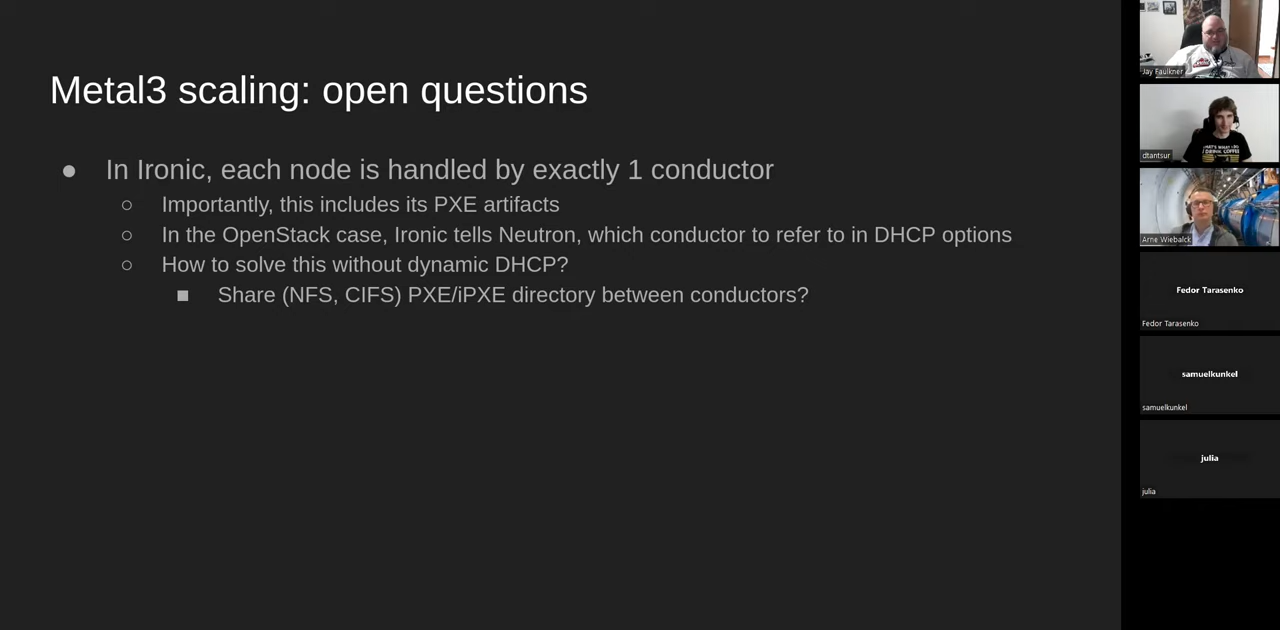 Metal3 scaling: open questions
● In Ironic, each node is handled by exactly 1 conductor
○ Importantly, this includes its PXE artifacts
○ In the OpenStack case, Ironic tells Neutron, which conductor to refer to in DHCP options
○ How to solve this without dynamic DHCP?
■ Share (NFS, CIFS) PXE/iPXE directory between conductors?
Jay Faulkner
dtantsur
Arne Wiebalck
Fedor Tarasenko
Fedor Tarasenko
samuelkunkel
samuelkunkel
julia
julia